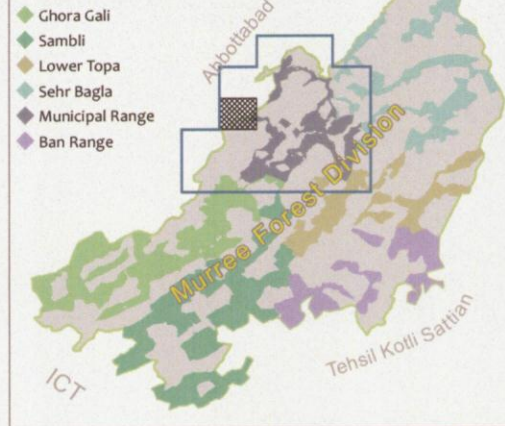 Ghora Gali
Sambli
Lower Topa
Sehr Bagla
Municipal Range
Ban Range
Abbottabad
Murree Forest Division
Tehsil Kotli Sattian
ICT